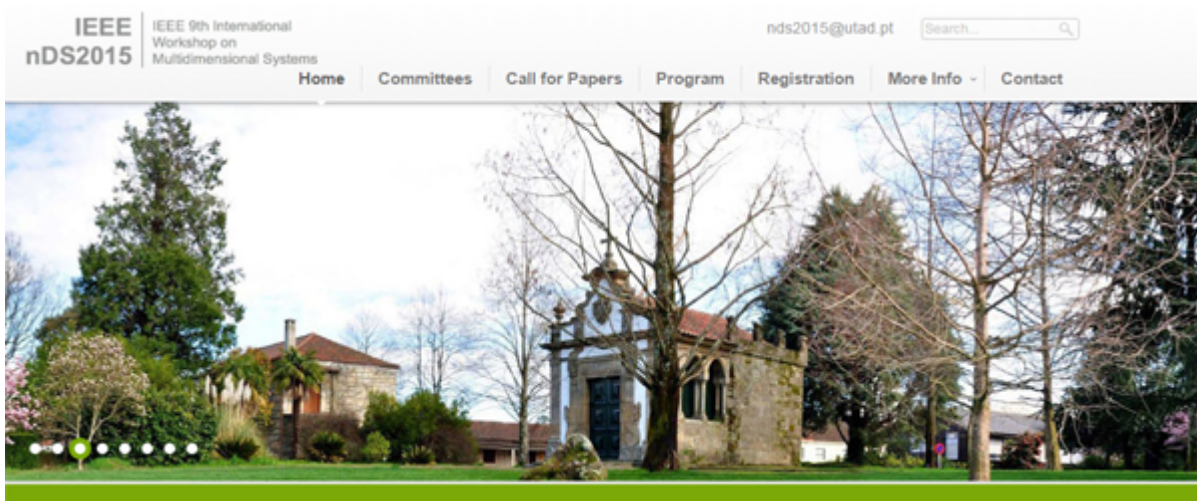 IEEE
nDS2015
IEEE 9th International
Workshop on
Multidimensional Systems
nds2015@utad.pt
Search...
Home Committees Call for Papers Program Registration More Info Contact